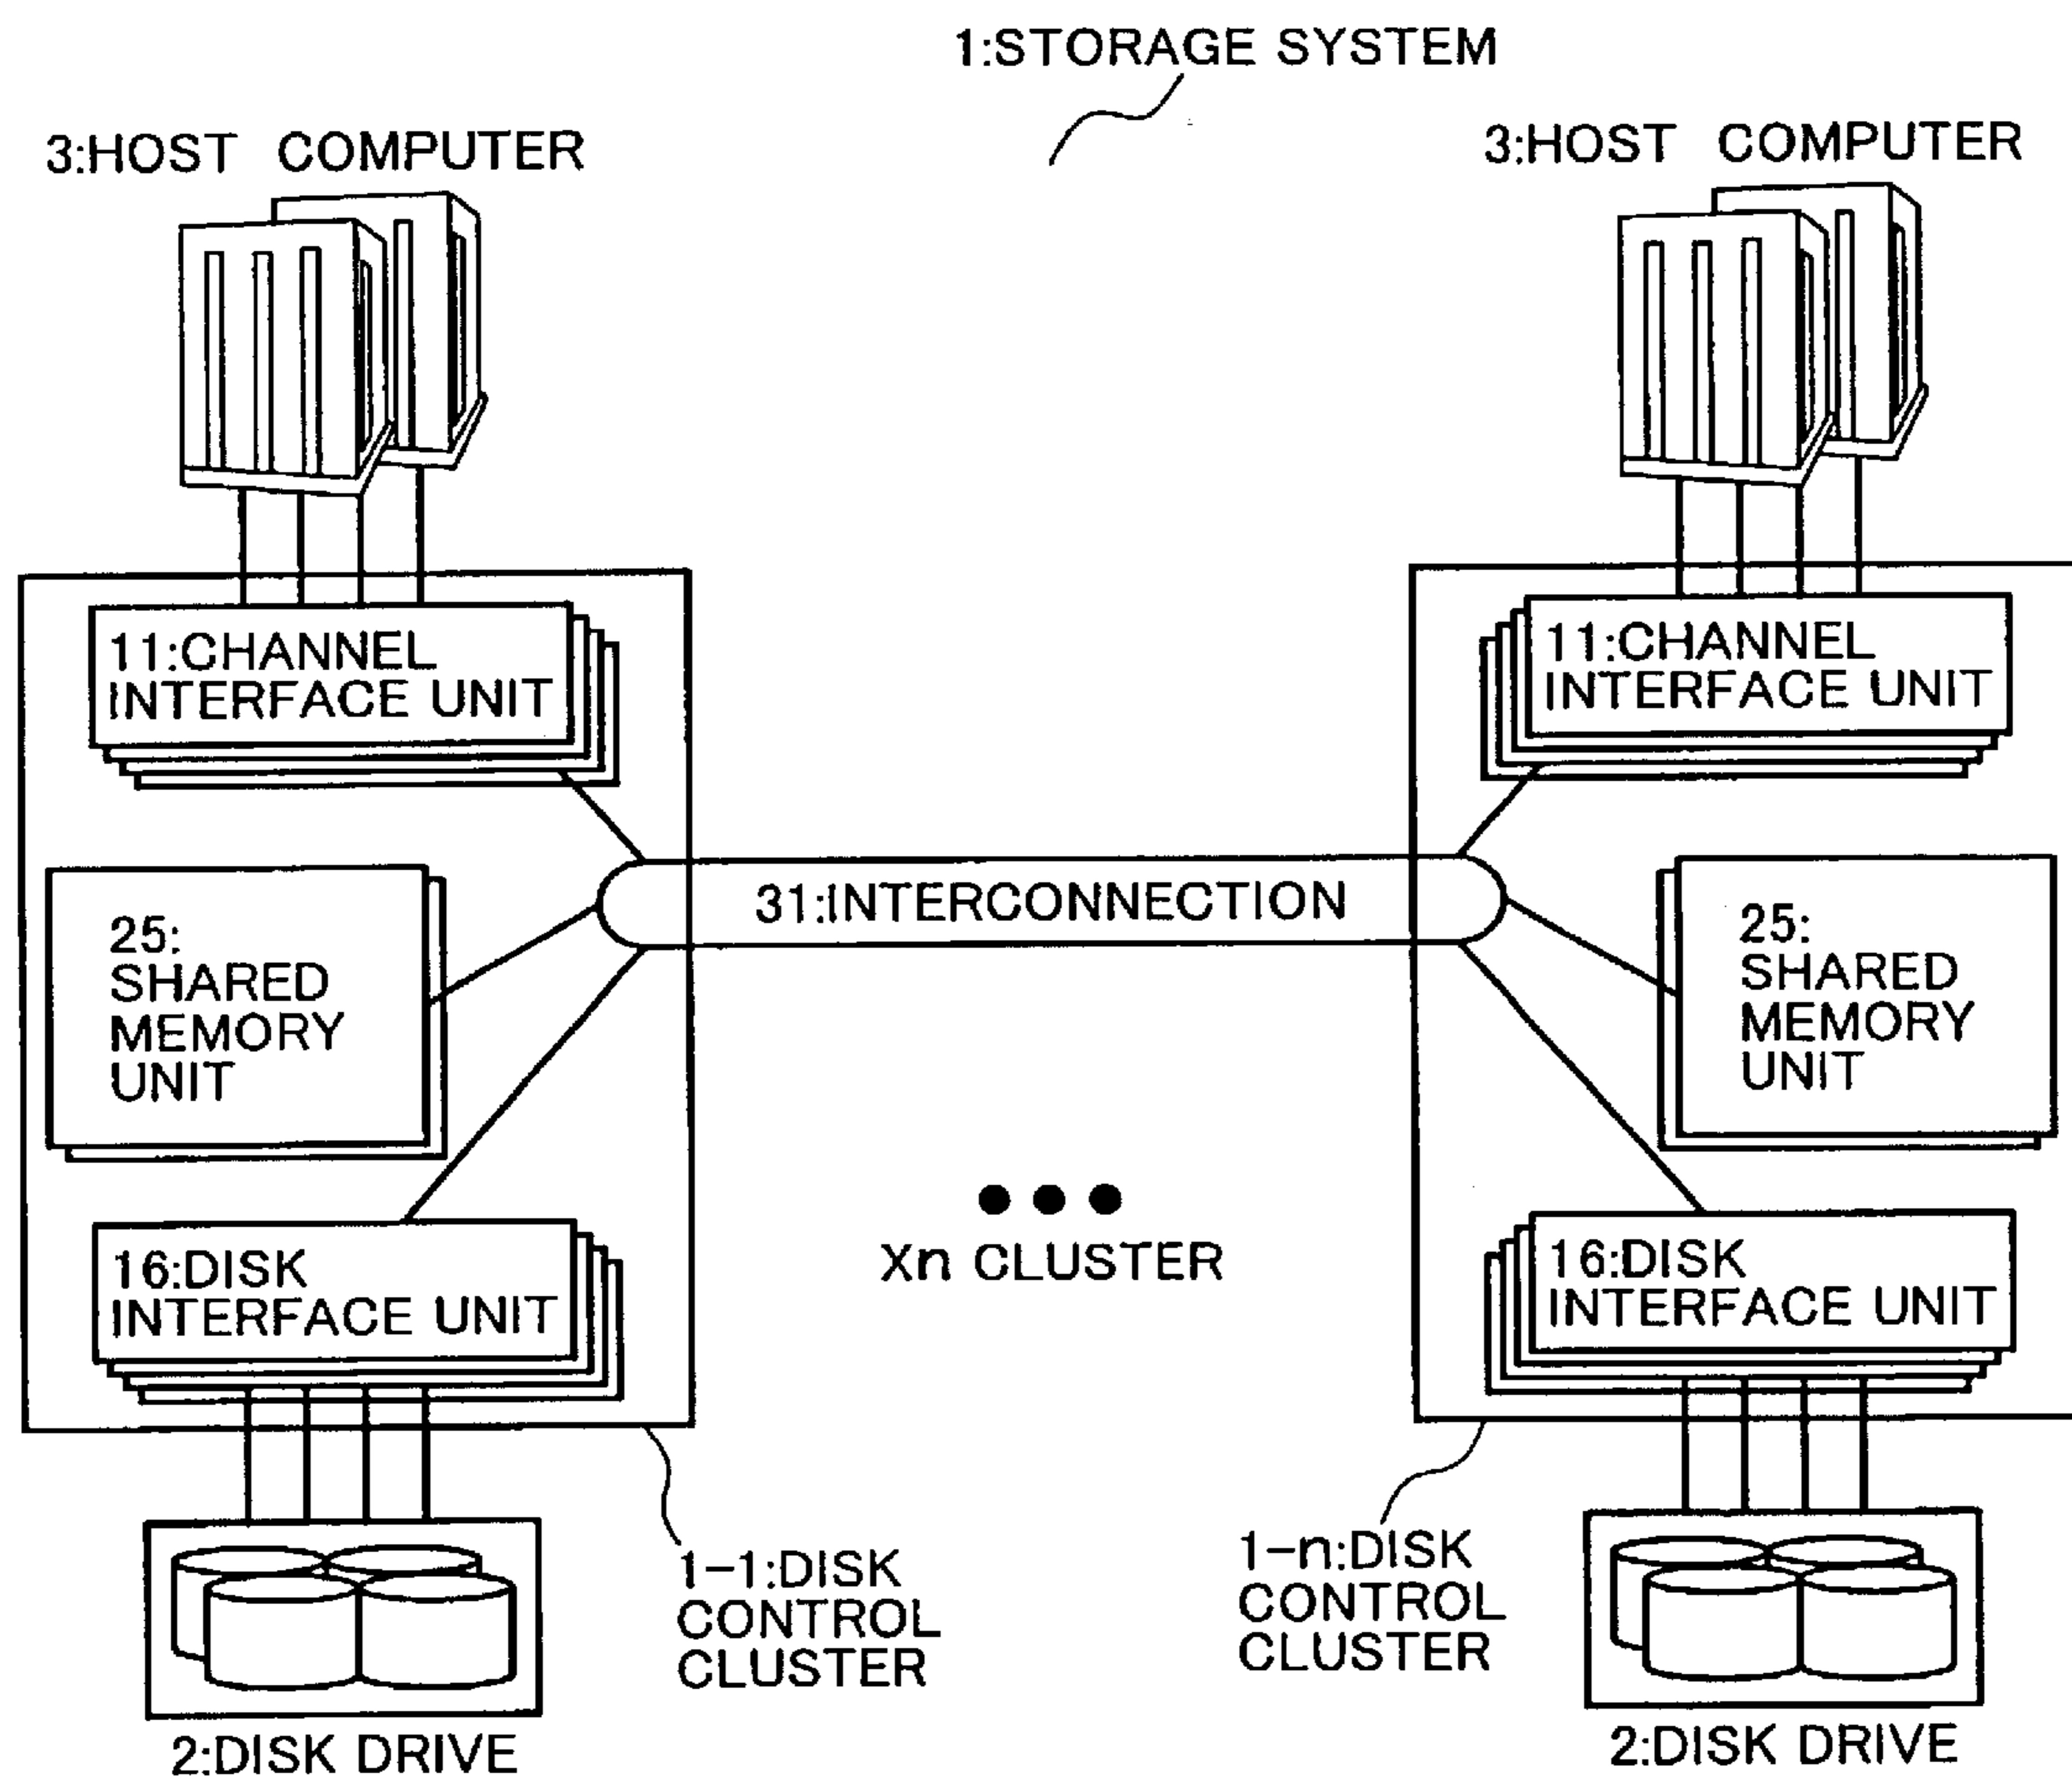 1:STORAGE SYSTEM
3:HOST COMPUTER
3:HOST COMPUTER
11:CHANNEL
INTERFACE UNIT
11:CHANNEL
INTERFACE UNIT
31:INTERCONNECTION
25:
SHARED
MEMORY
UNIT
25:
SHARED
MEMORY
UNIT
Xn CLUSTER
16:DISK
INTERFACE UNIT
16:DISK
INTERFACE UNIT
1-1:DISK
CONTROL
CLUSTER
1-n:DISK
CONTROL
CLUSTER
2:DISK DRIVE
2:DISK DRIVE